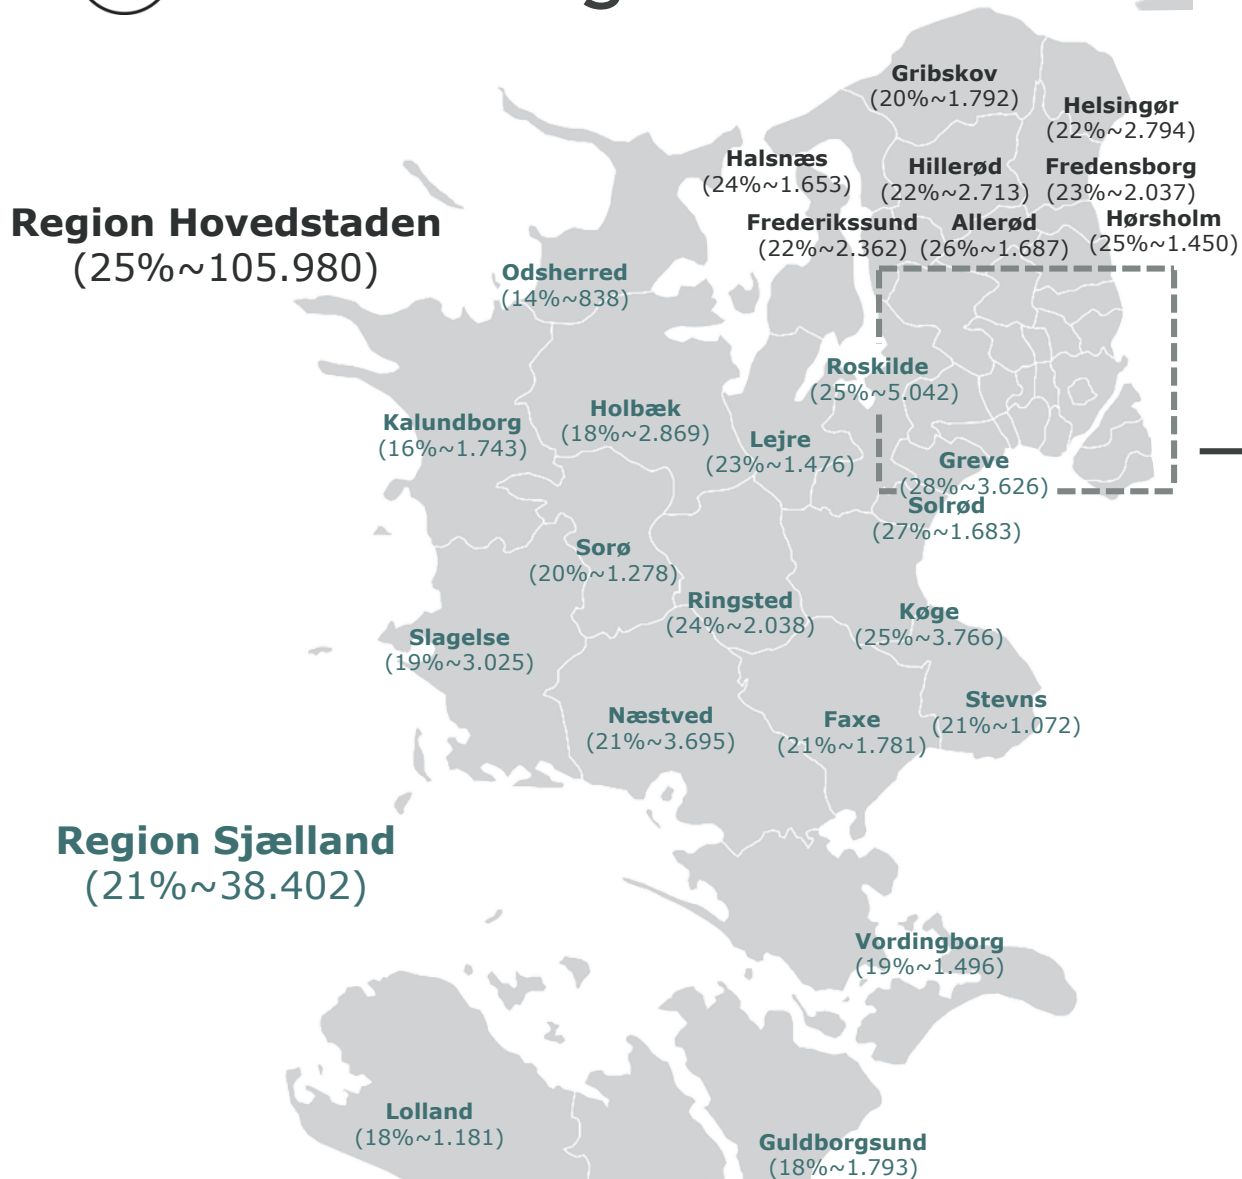 Gribskov
(20%~1.792)
Helsingør
(22%~2.794)
Halsnæs
(24%~1.653)
Hillerød
(22%~2.713)
Fredensborg
(23%~2.037)
Region Hovedstaden
(25%~105.980)
Frederikssund
(22%~2.362)
Allerød
(26%~1.687)
Hørsholm
(25%~1.450)
Odsherred
(14%~838)
Roskilde
(25%~5.042)
Kalundborg
(16%~1.743)
Holbæk
(18%~2.869)
Lejre
(23%~1.476)
Greve
(28%~3.626)
Solrød
(27%~1.683)
Sorø
(20%~1.278)
Ringsted
(24%~2.038)
Køge
(25%~3.766)
Slagelse
(19%~3.025)
Næstved
(21%~3.695)
Faxe
(21%~1.781)
Stevns
(21%~1.072)
Region Sjælland
(21%~38.402)
Vordingborg
(19%~1.496)
Lolland
(18%~1.181)
Guldborgsund
(18%~1.793)